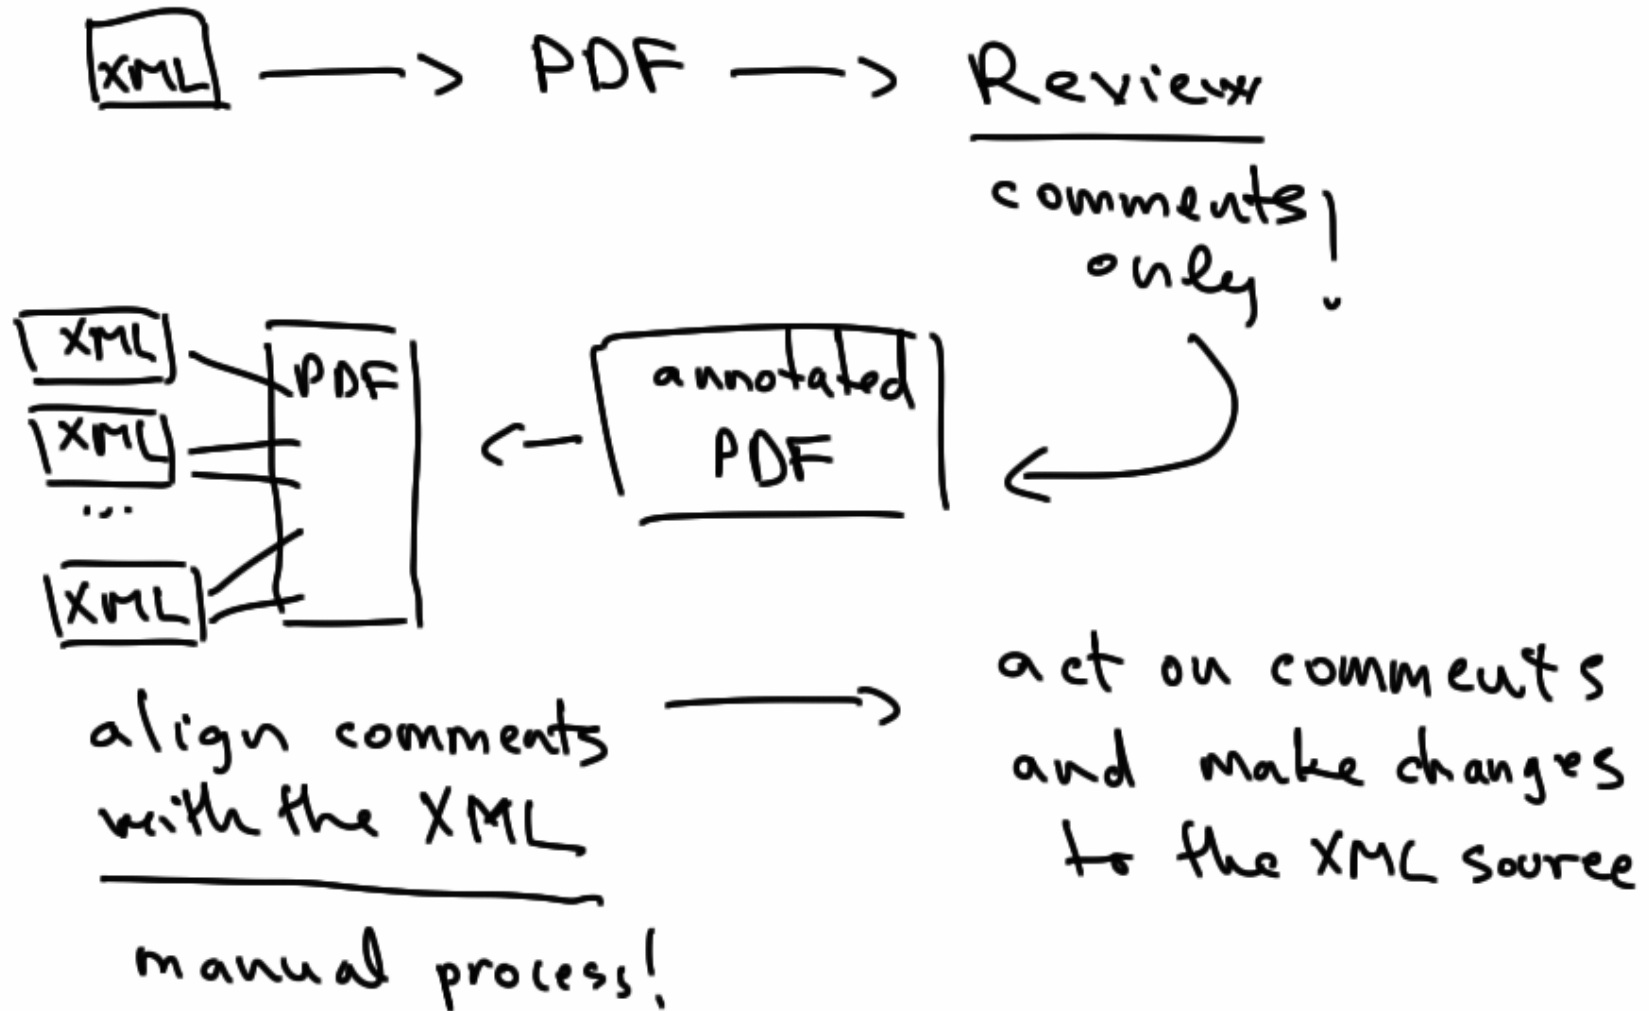 XML → PDF → Review
comments
only!
XML
XML
...
XML
PDF
annotated
PDF
align comments
with the XML
manual process!
act on comments
and make changes
to the XML source